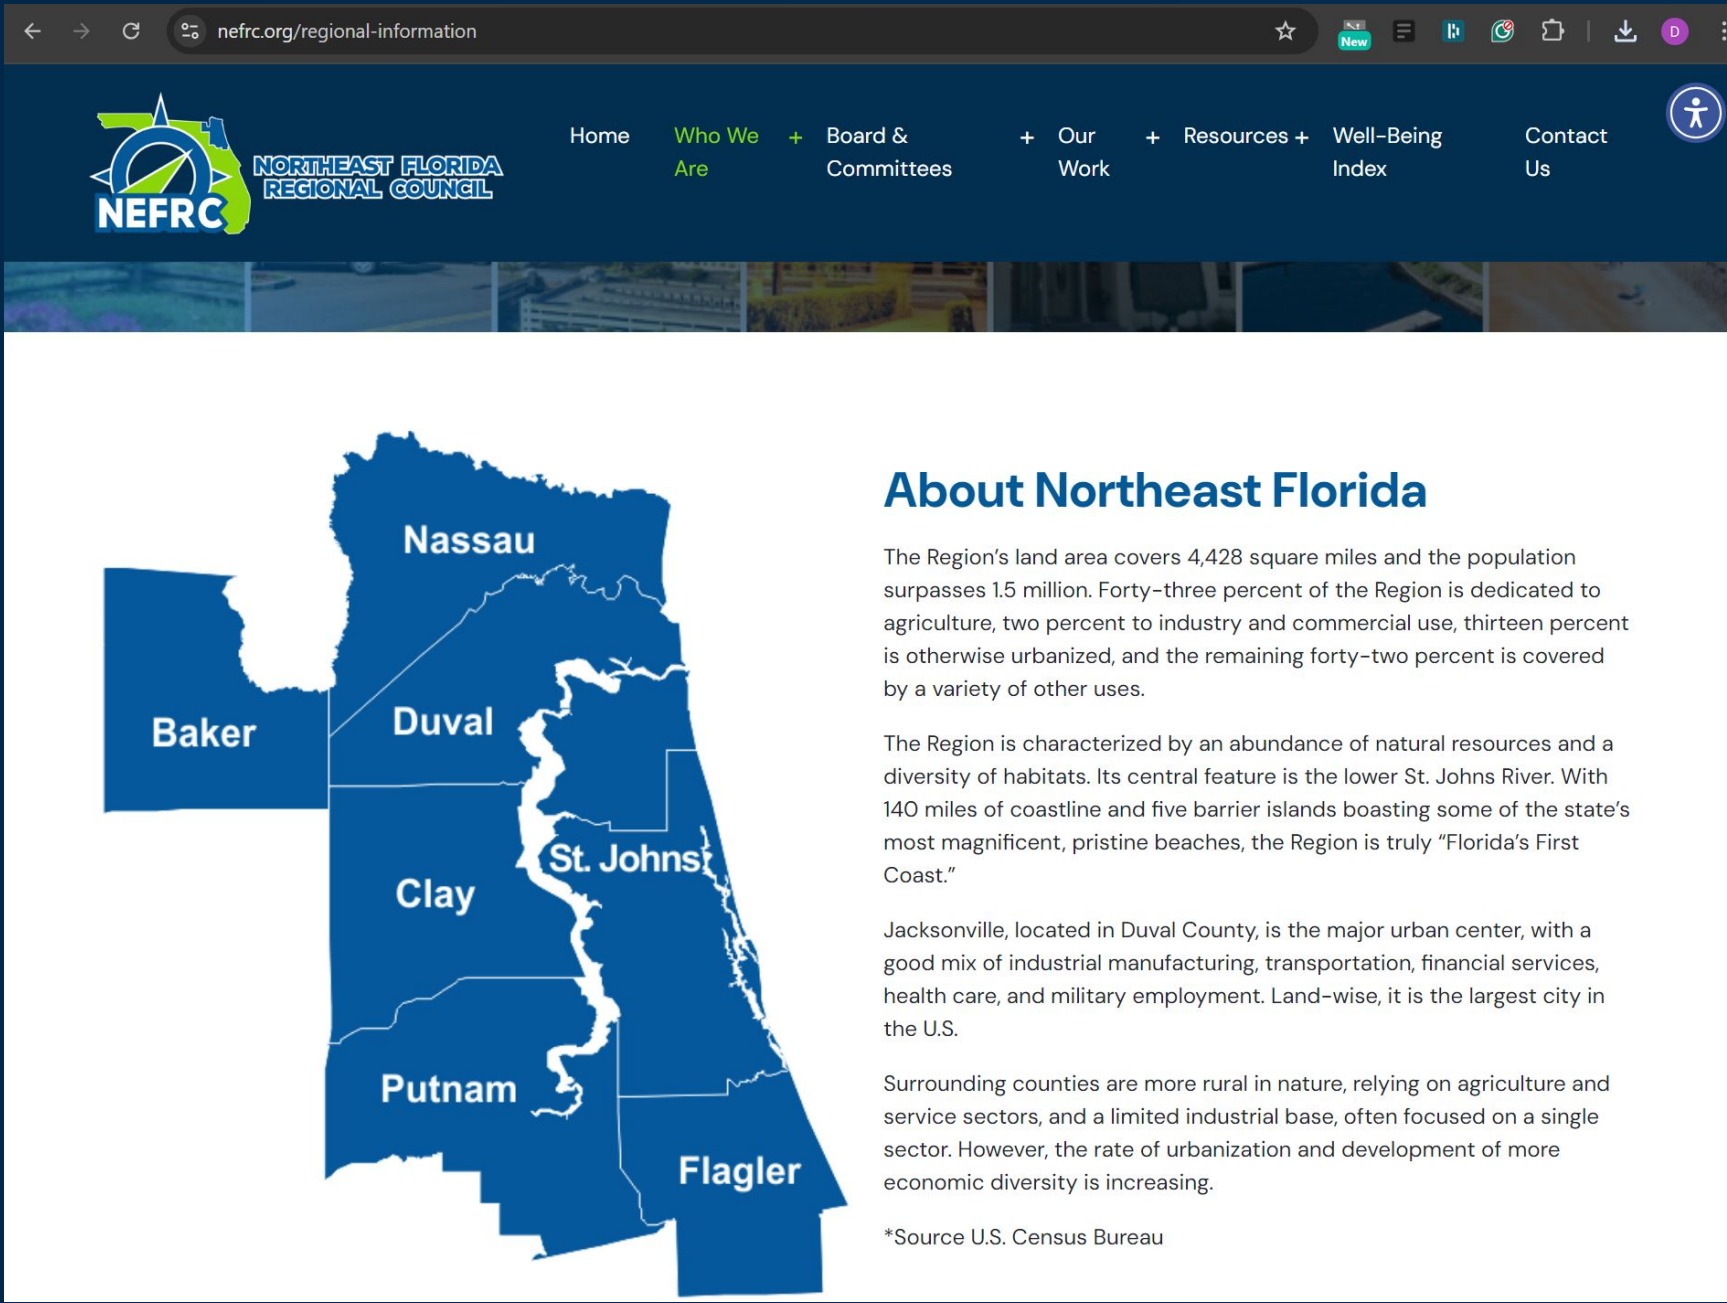 nefrc.org/regional-information
New
D
NEFRC
NORTHEAST FLORIDA
REGIONAL COUNCIL
Home
Who We
Are
+
Board &
Committees
+
Our
Work
+
Resources +
Well-Being
Index
Contact
Us
Nassau
Baker
Duval
St. Johns
Clay
Putnam
Flagler
About Northeast Florida
The Region’s land area covers 4,428 square miles and the population
surpasses 1.5 million. Forty-three percent of the Region is dedicated to
agriculture, two percent to industry and commercial use, thirteen percent
is otherwise urbanized, and the remaining forty-two percent is covered
by a variety of other uses.
The Region is characterized by an abundance of natural resources and a
diversity of habitats. Its central feature is the lower St. Johns River. With
140 miles of coastline and five barrier islands boasting some of the state’s
most magnificent, pristine beaches, the Region is truly “Florida’s First
Coast.”
Jacksonville, located in Duval County, is the major urban center, with a
good mix of industrial manufacturing, transportation, financial services,
health care, and military employment. Land-wise, it is the largest city in
the U.S.
Surrounding counties are more rural in nature, relying on agriculture and
service sectors, and a limited industrial base, often focused on a single
sector. However, the rate of urbanization and development of more
economic diversity is increasing.
*Source U.S. Census Bureau